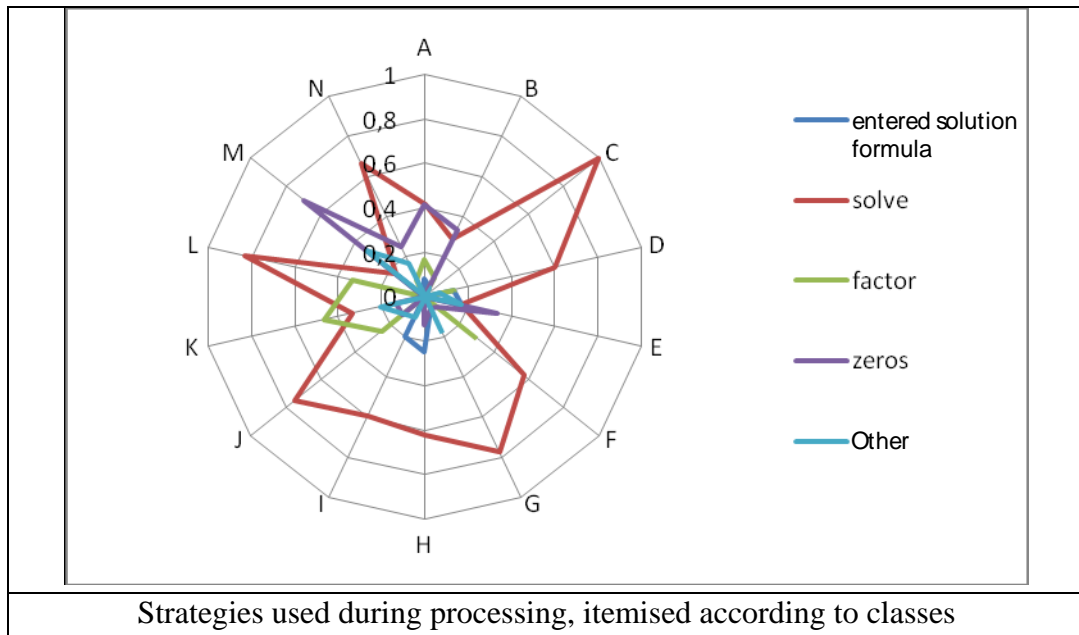 A
B
C
D
E
F
G
H
I
J
K
L
M
N
1
0,8
0,6
0,4
0,2
0
entered solution
formula
solve
factor
zeros
Other
Strategies used during processing, itemised according to classes